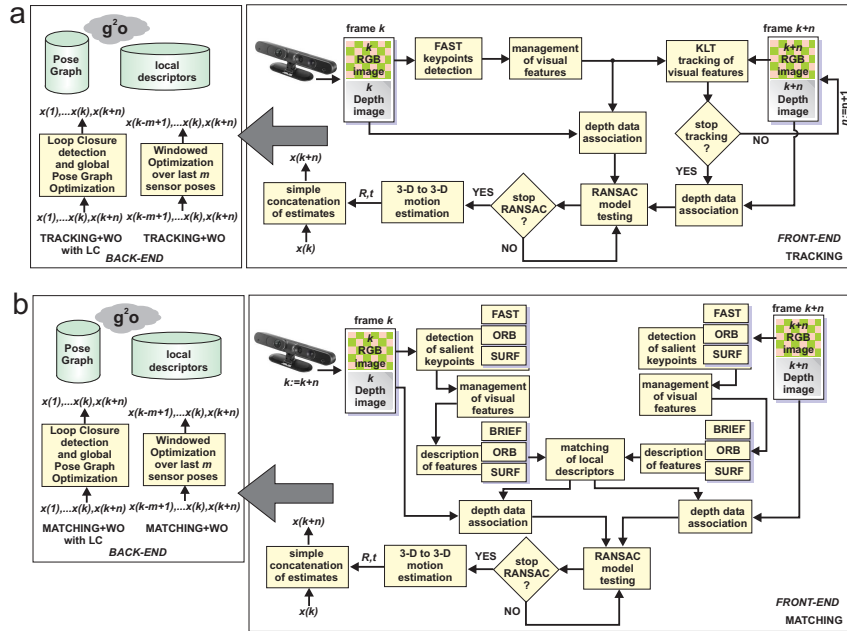 a
g²o
Pose
Graph
local
descriptors
x(1),...x(k),x(k+n)
x(k-m+1),...x(k),x(k+n)
Loop Closure
detection
and global
Pose Graph
Optimization
Windowed
Optimization
over last m
sensor poses
x(1),...x(k),x(k+n)
x(k-m+1),...x(k),x(k+n)
TRACKING+WO
with LC
TRACKING+WO
BACK-END
frame k
k
RGB
image
k
Depth
image
FAST
keypoints
detection
management
of visual
features
KLT
tracking of
visual features
frame k+n
k+n
RGB
image
k+n
Depth
image
n:=n+1
depth data
association
stop
tracking
?
NO
YES
depth data
association
RANSAC
model
testing
stop
RANSAC
?
YES
NO
3-D to 3-D
motion
estimation
R,t
simple
concatenation
of estimates
x(k+n)
x(k)
FRONT-END
TRACKING
b
g²o
Pose
Graph
local
descriptors
x(1),...x(k),x(k+n)
x(k-m+1),...x(k),x(k+n)
Loop Closure
detection
and global
Pose Graph
Optimization
Windowed
Optimization
over last m
sensor poses
x(1),...x(k),x(k+n)
x(k-m+1),...x(k),x(k+n)
MATCHING+WO
with LC
MATCHING+WO
BACK-END
k:=k+n
frame k
k
RGB
image
k
Depth
image
detection
of salient
keypoints
FAST
ORB
SURF
management
of visual
features
description
of features
BRIEF
ORB
SURF
matching
of local
descriptors
frame k+n
k+n
RGB
image
k+n
Depth
image
FAST
ORB
SURF
detection
of salient
keypoints
management
of visual
features
BRIEF
ORB
SURF
description
of features
depth data
association
depth data
association
RANSAC
model
testing
stop
RANSAC
?
YES
NO
3-D to 3-D
motion
estimation
R,t
simple
concatenation
of estimates
x(k+n)
x(k)
FRONT-END
MATCHING